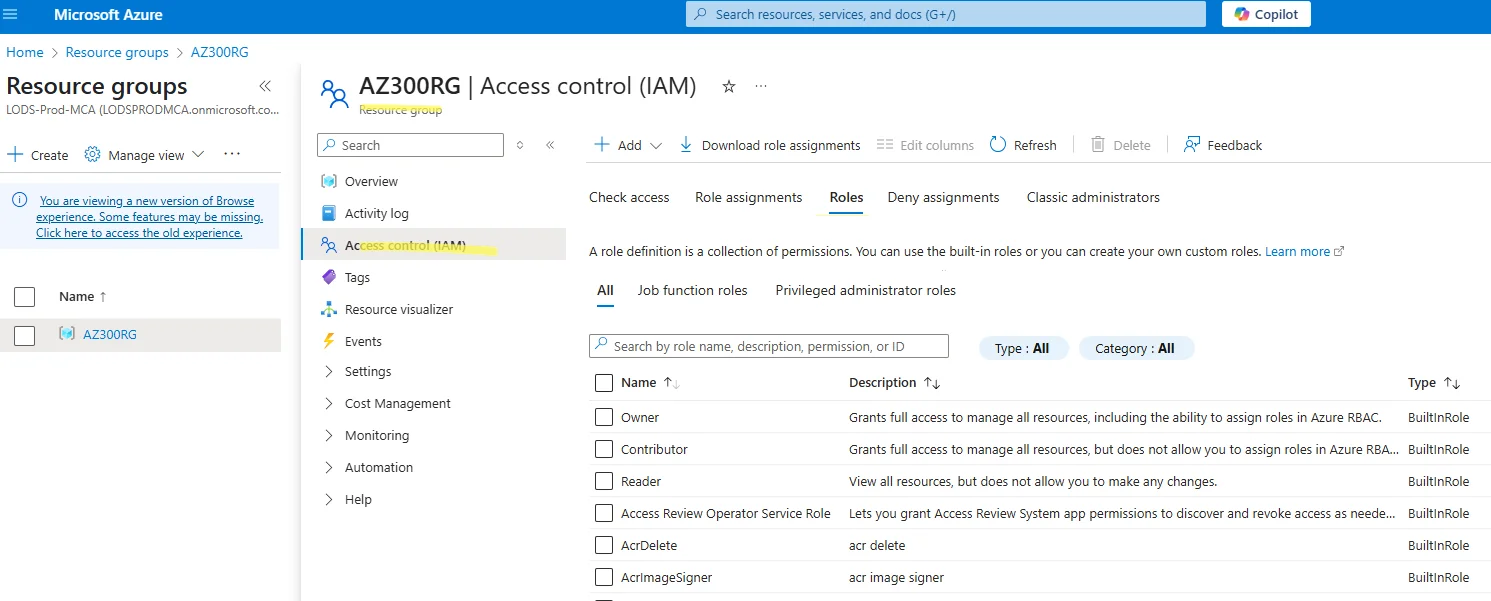 Microsoft Azure
Search resources, services, and docs (G+/)
Copilot
Home > Resource groups > AZ300RG
Resource groups
LODS-Prod-MCA (LODSPRODMCA.onmicrosoft.co...
Create
Manage view
You are viewing a new version of Browse
experience. Some features may be missing.
Click here to access the old experience.
Name ↑
AZ300RG
AZ300RG | Access control (IAM)
Resource group
Search
Overview
Activity log
Access control (IAM)
Tags
Resource visualizer
Events
Settings
Cost Management
Monitoring
Automation
Help
Add
Download role assignments
Edit columns
Refresh
Delete
Feedback
Check access Role assignments Roles Deny assignments Classic administrators
A role definition is a collection of permissions. You can use the built-in roles or you can create your own custom roles. Learn more
All Job function roles Privileged administrator roles
Search by role name, description, permission, or ID
Type : All
Category : All
Name ↑↓ Description ↑↓ Type ↑↓
Owner Grants full access to manage all resources, including the ability to assign roles in Azure RBAC. BuiltInRole
Contributor Grants full access to manage all resources, but does not allow you to assign roles in Azure RBA... BuiltInRole
Reader View all resources, but does not allow you to make any changes. BuiltInRole
Access Review Operator Service Role Lets you grant Access Review System app permissions to discover and revoke access as neede... BuiltInRole
AcrDelete acr delete BuiltInRole
AcrImageSigner acr image signer BuiltInRole